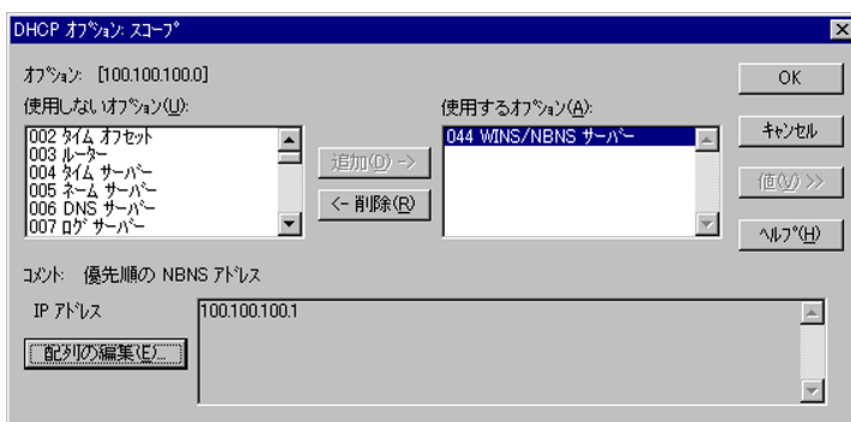 DHCP オプション: スコープ
オプション: [100.100.100.0]
使用しないオプション(U):
002 タイム オフセット
003 ルーター
004 タイム サーバー
005 ネーム サーバー
006 DNS サーバー
007 ログ サーバー
追加(D) ->
<- 削除(R)
使用するオプション(A):
044 WINS/NBNS サーバー
OK
キャンセル
値(V) >>
ヘルプ(H)
コメント: 優先順の NBNS アドレス
IP アドレス
100.100.100.1
配列の編集(E)...